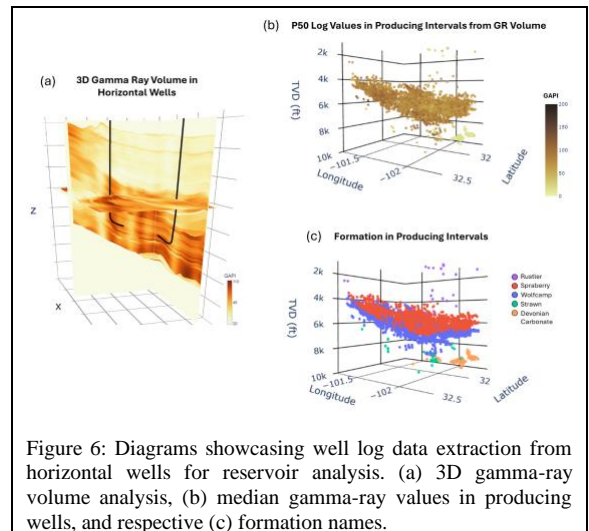 (b) P50 Log Values in Producing Intervals from GR Volume
(a) 3D Gamma Ray Volume in
Horizontal Wells
2k
4k
6k
8k
10k
TVD (ft)
−101.5
−102
Longitude
32.5
32
Latitude
GAPI
200
150
100
50
0
Z
X
GAPI
(c) Formation in Producing Intervals
2k
4k
6k
8k
10k
TVD (ft)
−101.5
−102
Longitude
32.5
32
Latitude
Rustler
Spraberry
Wolfcamp
Strawn
Devonian
Carbonate
Figure 6: Diagrams showcasing well log data extraction from
horizontal wells for reservoir analysis. (a) 3D gamma-ray
volume analysis, (b) median gamma-ray values in producing
wells, and respective (c) formation names.